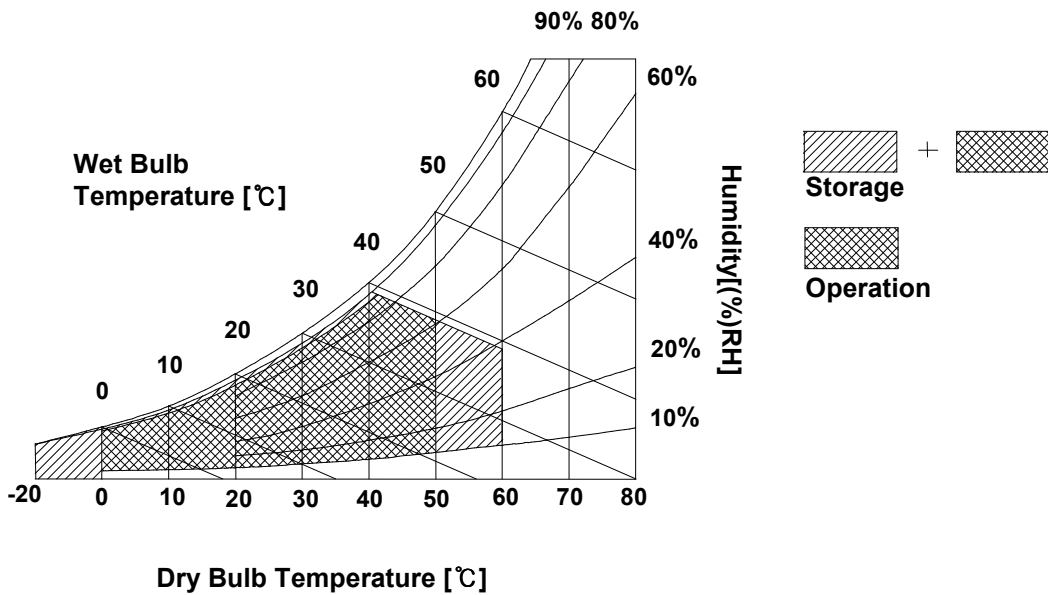 90% 80%
60
60%
Wet Bulb
Temperature [℃]
50
+
Storage
40
40%
Humidity[(%)RH]
30
Operation
20
20%
10
10%
0
-20 0 10 20 30 40 50 60 70 80
Dry Bulb Temperature [℃]